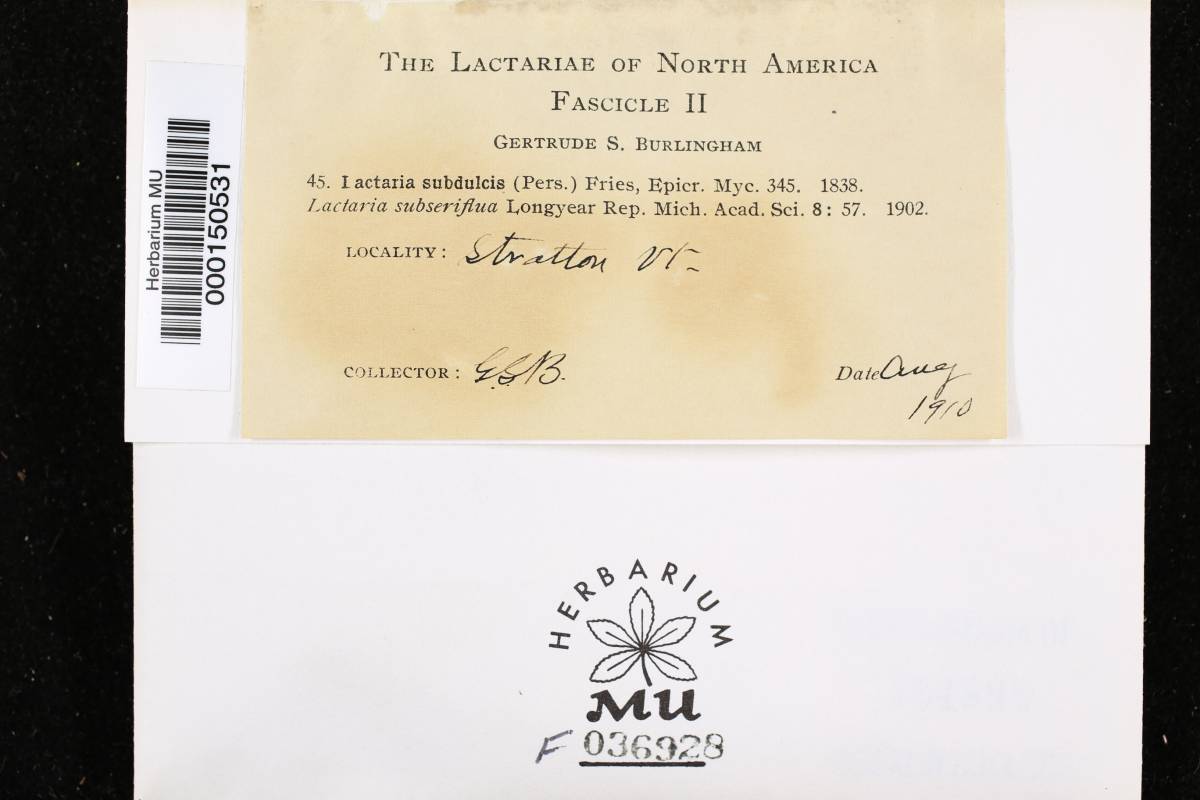 THE LACTARIAE OF NORTH AMERICA
FASCICLE II
GERTRUDE S. BURLINGHAM
45. Lactaria subdulcis (Pers.) Fries, Epicr. Myc. 345. 1838.
Lactaria subseriflua Longyear Rep. Mich. Acad. Sci. 8: 57. 1902.
LOCALITY: Stratton Vt-
COLLECTOR: G.S.B.
Date Aug
1910
Herbarium MU
000150531
HERBARIUM
MU
F 036928